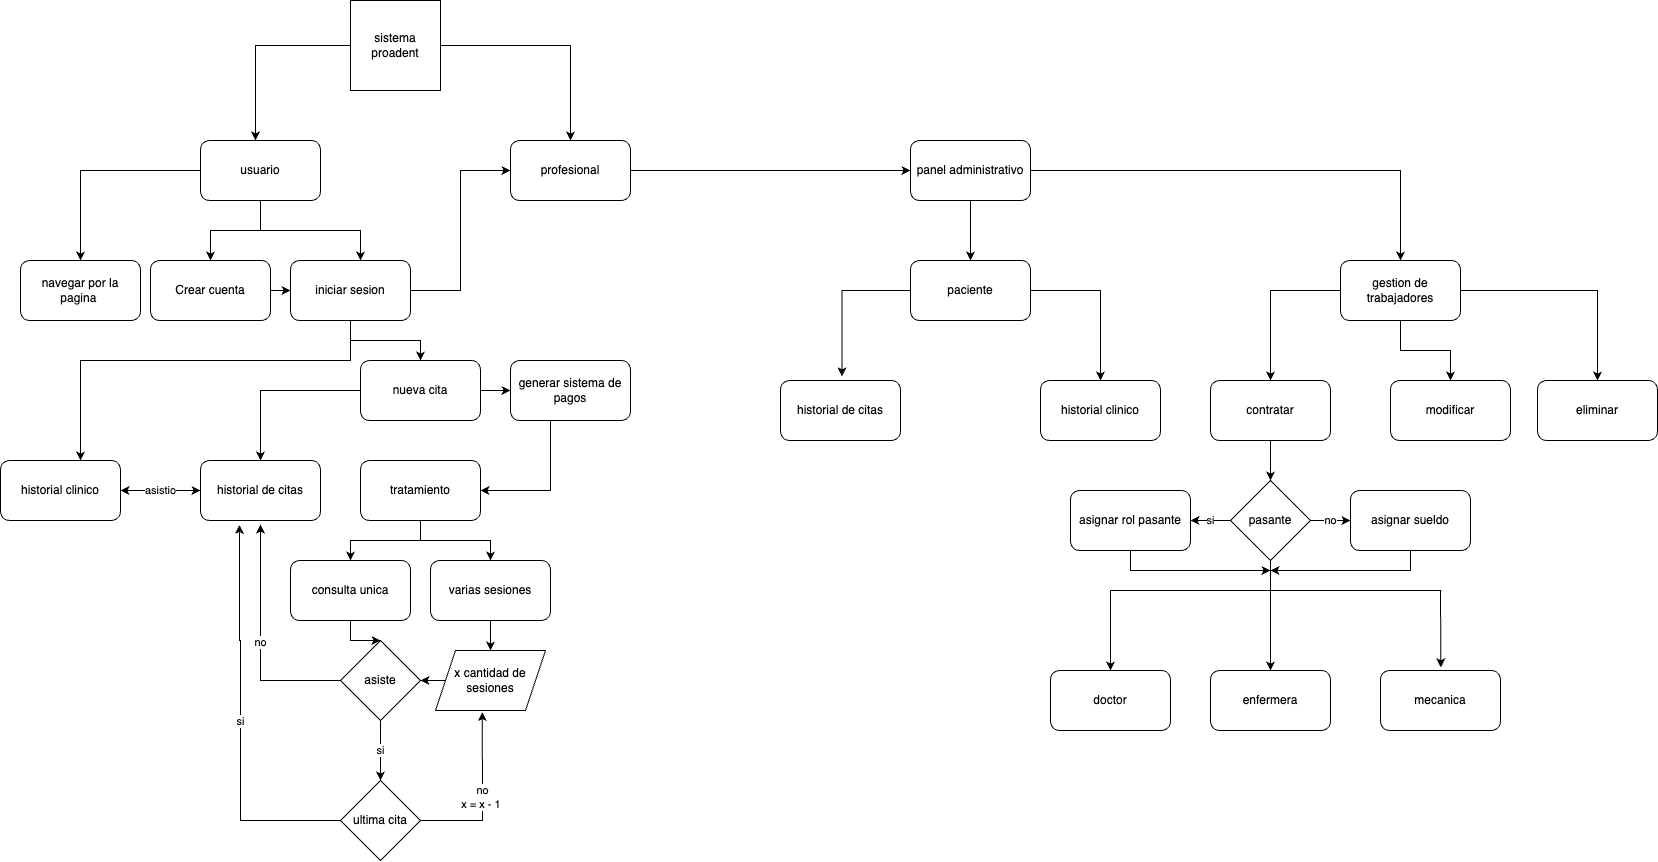 sistema
proadent
usuario
profesional
panel administrativo
navegar por la
pagina
Crear cuenta
iniciar sesion
paciente
gestion de
trabajadores
nueva cita
generar sistema de
pagos
historial de citas
historial clinico
contratar
modificar
eliminar
historial clinico
asistio
historial de citas
tratamiento
asignar rol pasante
si
pasante
no
asignar sueldo
consulta unica
varias sesiones
no
asiste
x cantidad de
sesiones
doctor
enfermera
mecanica
si
si
no
x = x - 1
ultima cita